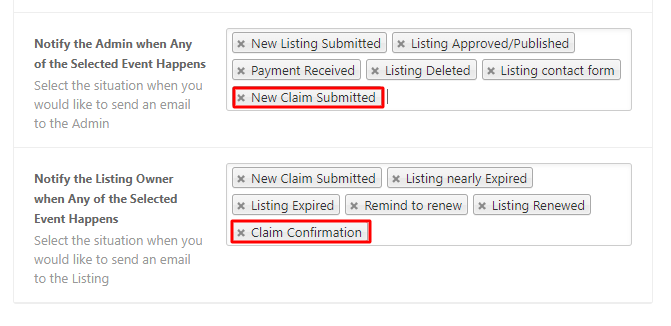 Notify the Admin when Any
of the Selected Event Happens
Select the situation when you
would like to send an email
to the Admin
× New Listing Submitted × Listing Approved/Published
× Payment Received × Listing Deleted × Listing contact form
× New Claim Submitted
Notify the Listing Owner
when Any of the Selected
Event Happens
Select the situation when you
would like to send an email
to the Listing
× New Claim Submitted × Listing nearly Expired
× Listing Expired × Remind to renew × Listing Renewed
× Claim Confirmation